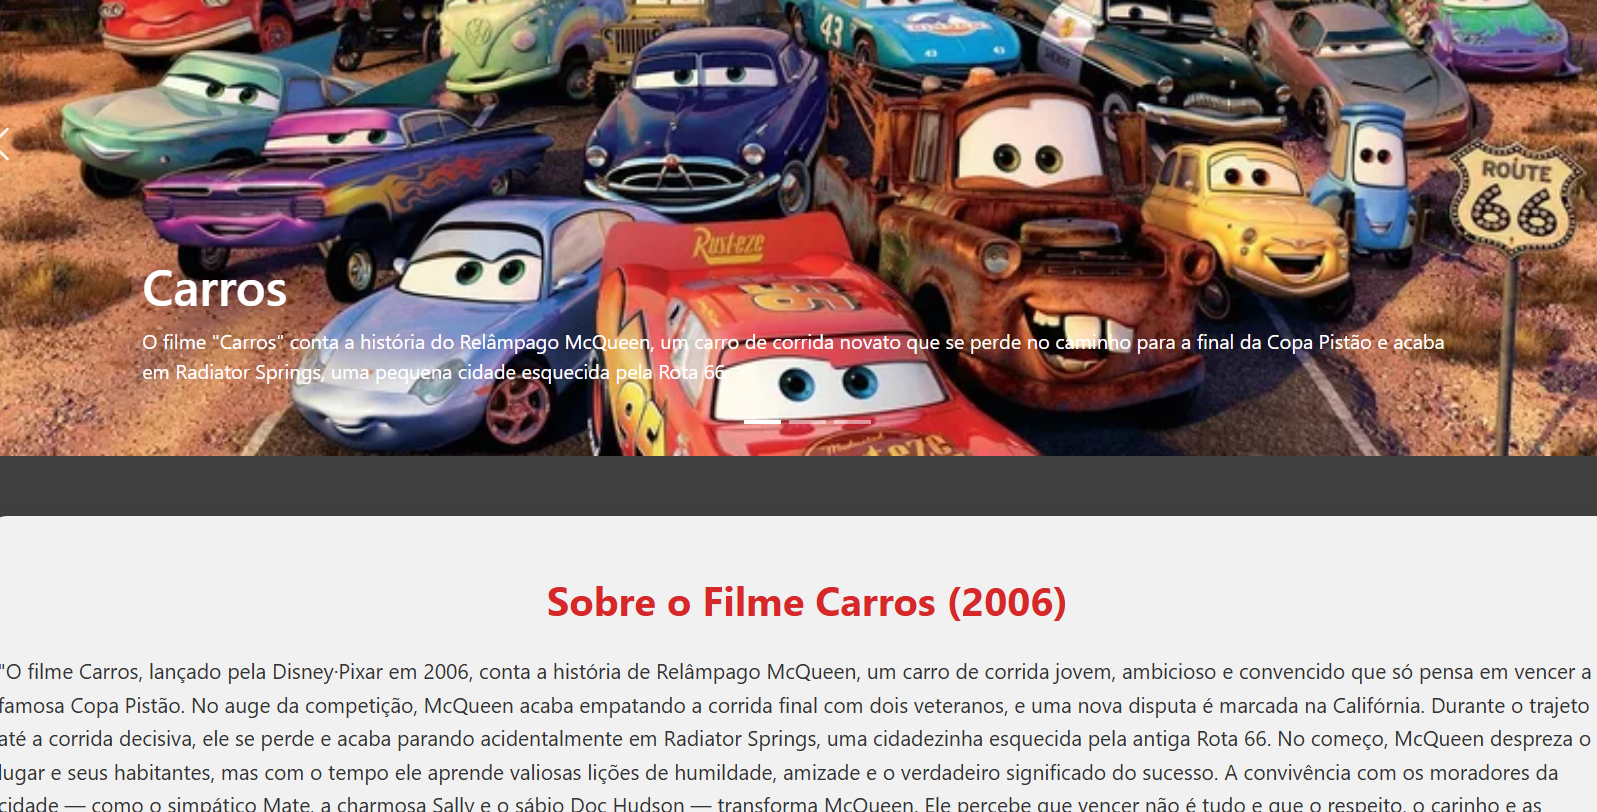 43
43
43
SHERIFF
ROUTE
66
Rust-eze
95
Carros
O filme "Carros" conta a história do Relâmpago McQueen, um carro de corrida novato que se perde no caminho para a final da Copa Pistão e acaba
em Radiator Springs, uma pequena cidade esquecida pela Rota 66.
Sobre o Filme Carros (2006)
"O filme Carros, lançado pela Disney·Pixar em 2006, conta a história de Relâmpago McQueen, um carro de corrida jovem, ambicioso e convencido que só pensa em vencer a
famosa Copa Pistão. No auge da competição, McQueen acaba empatando a corrida final com dois veteranos, e uma nova disputa é marcada na Califórnia. Durante o trajeto
até a corrida decisiva, ele se perde e acaba parando acidentalmente em Radiator Springs, uma cidadezinha esquecida pela antiga Rota 66. No começo, McQueen despreza o
lugar e seus habitantes, mas com o tempo ele aprende valiosas lições de humildade, amizade e o verdadeiro significado do sucesso. A convivência com os moradores da
cidade — como o simpático Mate, a charmosa Sally e o sábio Doc Hudson — transforma McQueen. Ele percebe que vencer não é tudo e que o respeito, o carinho e as